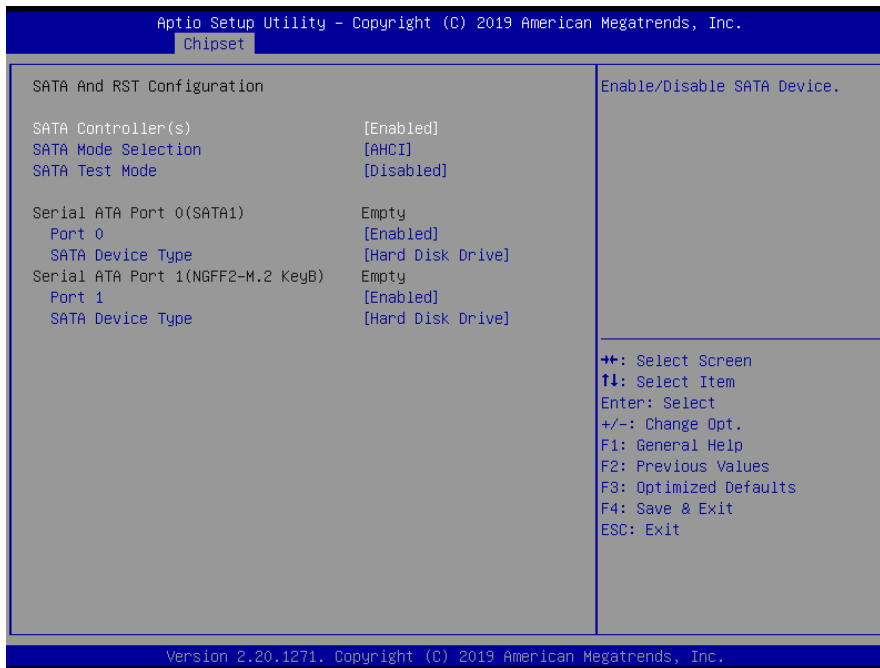 Aptio Setup Utility – Copyright (C) 2019 American Megatrends, Inc.
Chipset
SATA And RST Configuration
SATA Controller(s) [Enabled]
SATA Mode Selection [AHCI]
SATA Test Mode [Disabled]
Serial ATA Port 0(SATA1) Empty
Port 0 [Enabled]
SATA Device Type [Hard Disk Drive]
Serial ATA Port 1(NGFF2-M.2 KeyB) Empty
Port 1 [Enabled]
SATA Device Type [Hard Disk Drive]
Enable/Disable SATA Device.
→←: Select Screen
↑↓: Select Item
Enter: Select
+/-: Change Opt.
F1: General Help
F2: Previous Values
F3: Optimized Defaults
F4: Save & Exit
ESC: Exit
Version 2.20.1271. Copyright (C) 2019 American Megatrends, Inc.